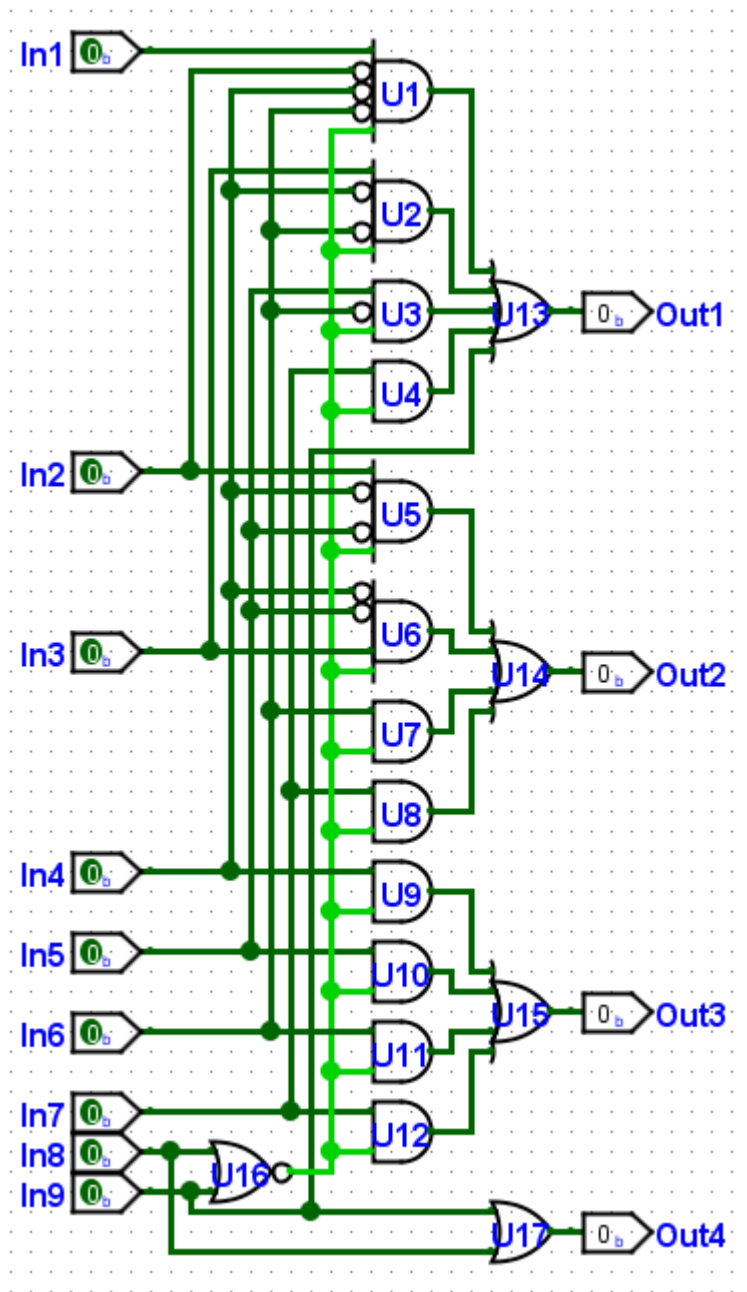 In1 0b U1
U2
U3 U13 0b Out1
U4
In2 0b
U5
U6
In3 0b U14 0b Out2
U7
U8
In4 0b U9
In5 0b U10
U15 0b Out3
In6 0b U11
In7 0b U12
In8 0b
U16
In9 0b
U17 0b Out4